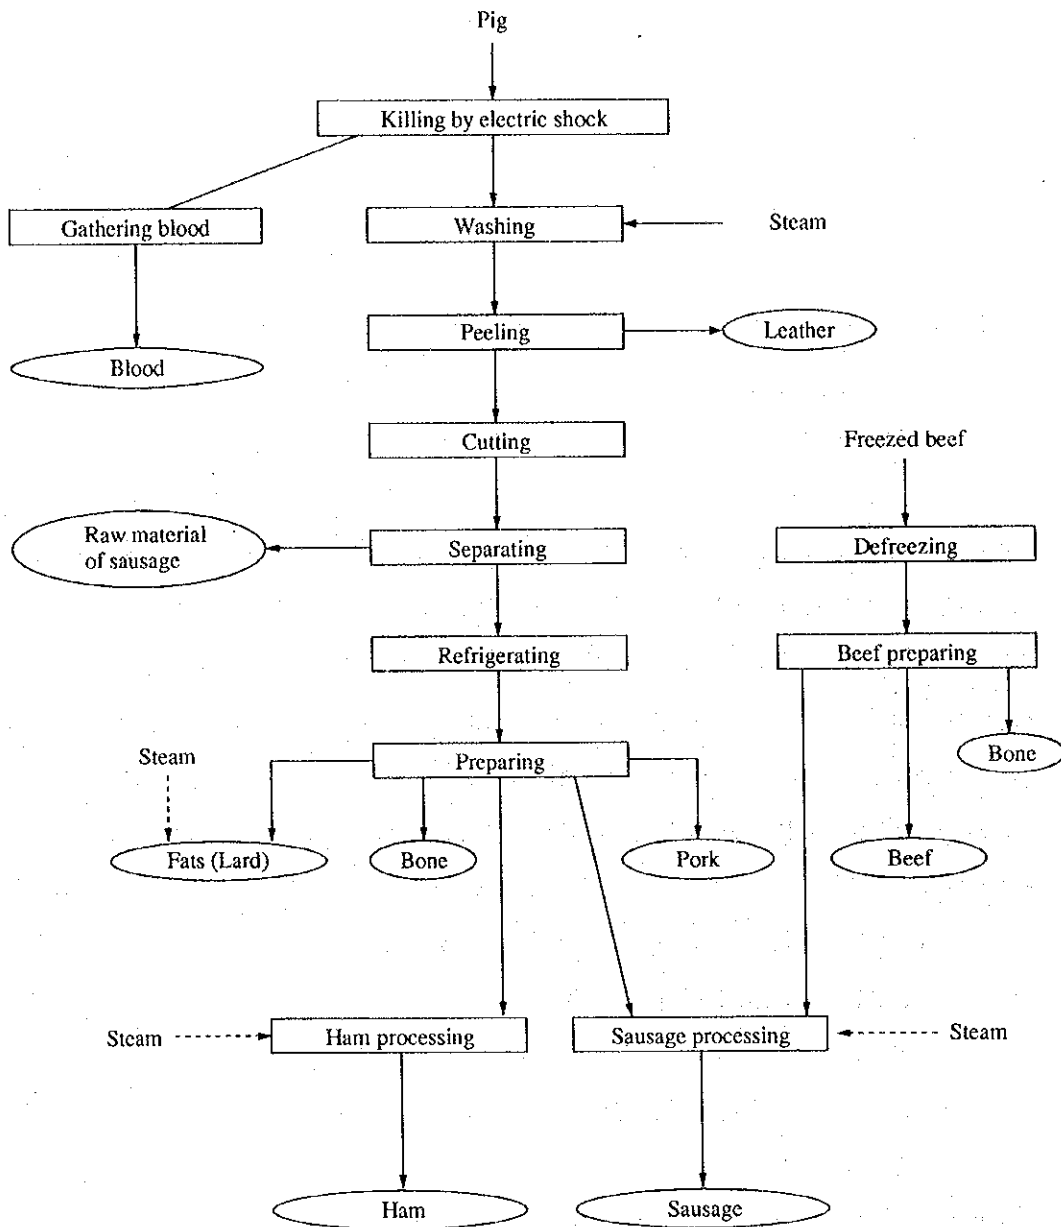 Pig
Killing by electric shock
Gathering blood
Washing
Steam
Blood
Peeling
Leather
Cutting
Freezed beef
Raw material
of sausage
Separating
Defreezing
Refrigerating
Beef preparing
Steam
Preparing
Bone
Fats (Lard)
Bone
Pork
Beef
Steam
Ham processing
Sausage processing
Steam
Ham
Sausage